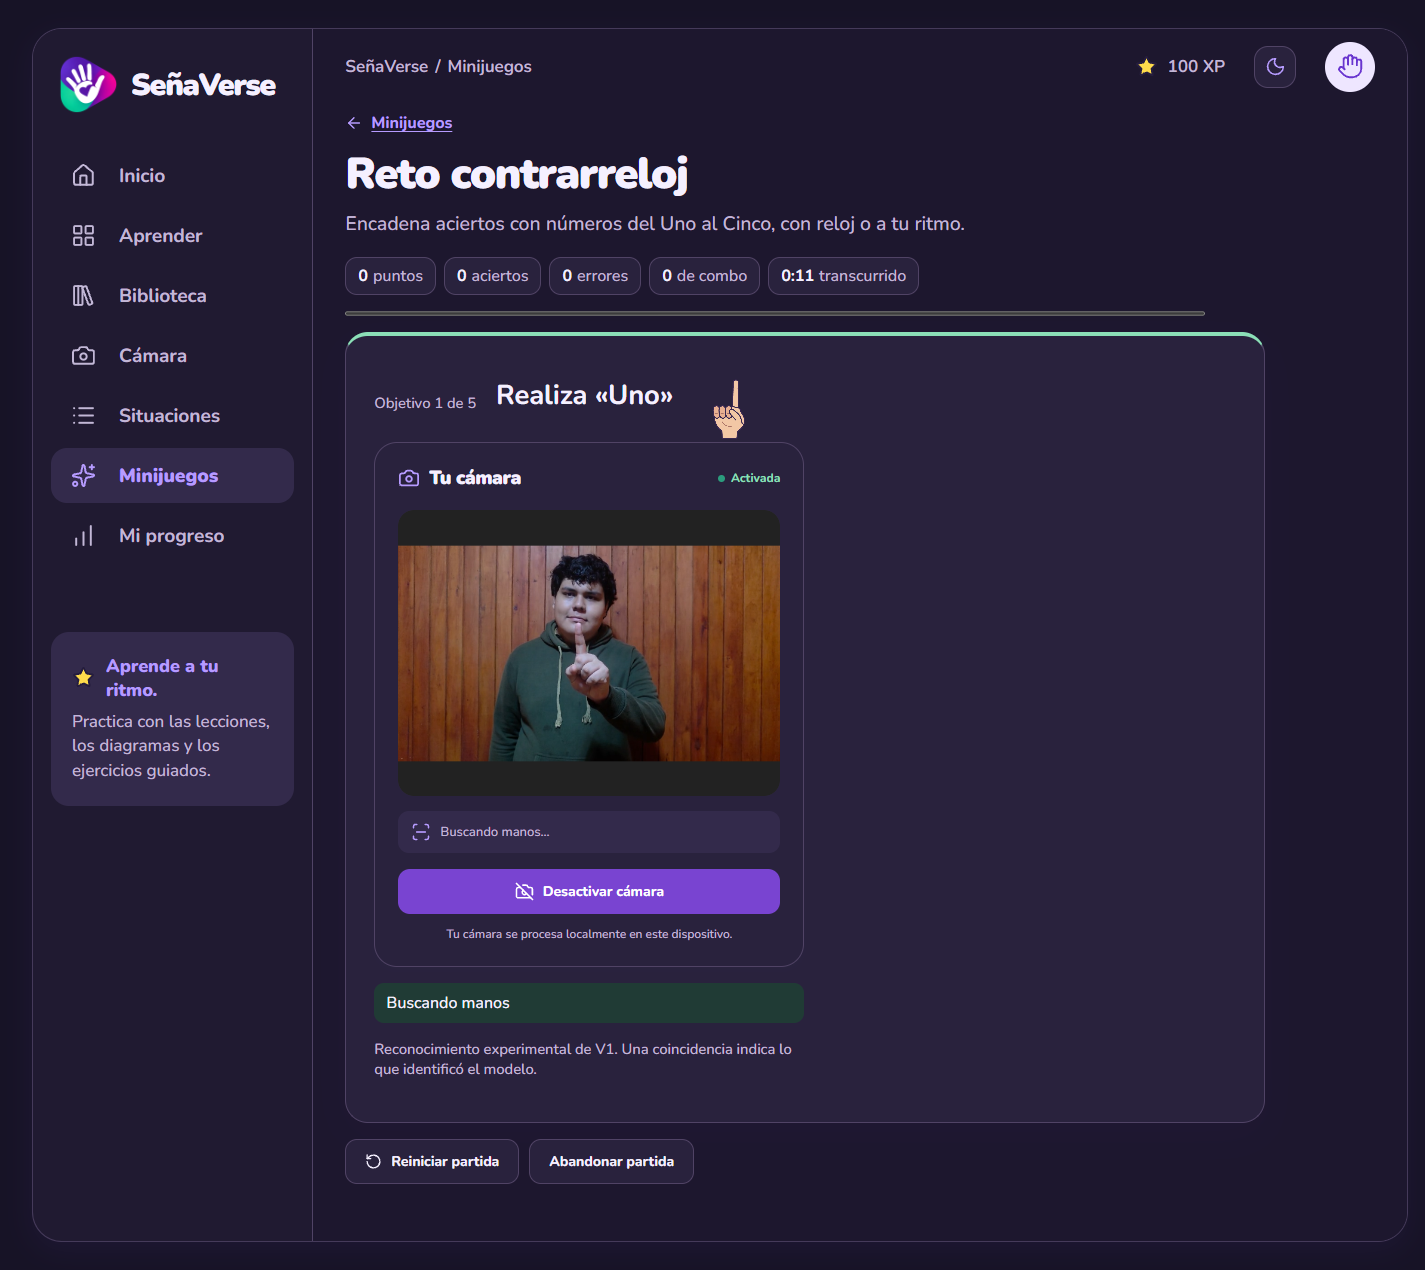 SeñaVerse
Inicio
Aprender
Biblioteca
Cámara
Situaciones
Minijuegos
Mi progreso
Aprende a tu
ritmo.
Practica con las lecciones,
los diagramas y los
ejercicios guiados.
SeñaVerse / Minijuegos
100 XP
Minijuegos
Reto contrarreloj
Encadena aciertos con números del Uno al Cinco, con reloj o a tu ritmo.
0 puntos
0 aciertos
0 errores
0 de combo
0:11 transcurrido
Objetivo 1 de 5
Realiza «Uno»
Tu cámara
Activada
Buscando manos...
Desactivar cámara
Tu cámara se procesa localmente en este dispositivo.
Buscando manos
Reconocimiento experimental de V1. Una coincidencia indica lo
que identificó el modelo.
Reiniciar partida
Abandonar partida